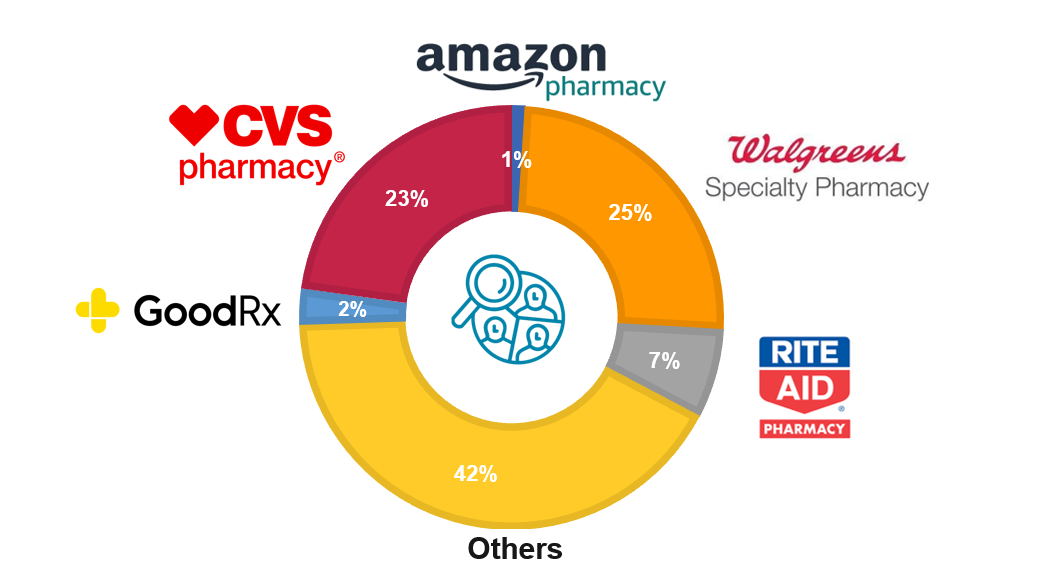 amazon
pharmacy
CVS
pharmacy®
Walgreens
Specialty Pharmacy
1%
23%
25%
GoodRx
2%
7%
RITE
AID
®
PHARMACY
42%
Others